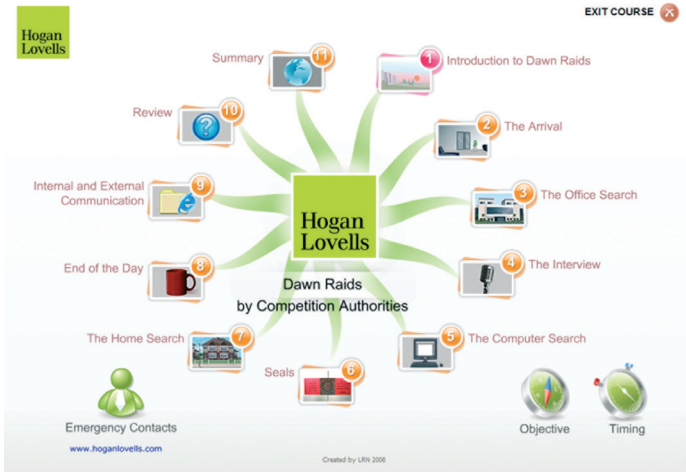 Hogan
Lovells
EXIT COURSE
1
Introduction to Dawn Raids
2
The Arrival
3
The Office Search
4
The Interview
5
The Computer Search
6
Seals
7
The Home Search
8
End of the Day
9
Internal and External
Communication
10
Review
11
Summary
Hogan
Lovells
Dawn Raids
by Competition Authorities
Emergency Contacts
www.hoganlovells.com
Objective
Timing
Created by LRN 2008